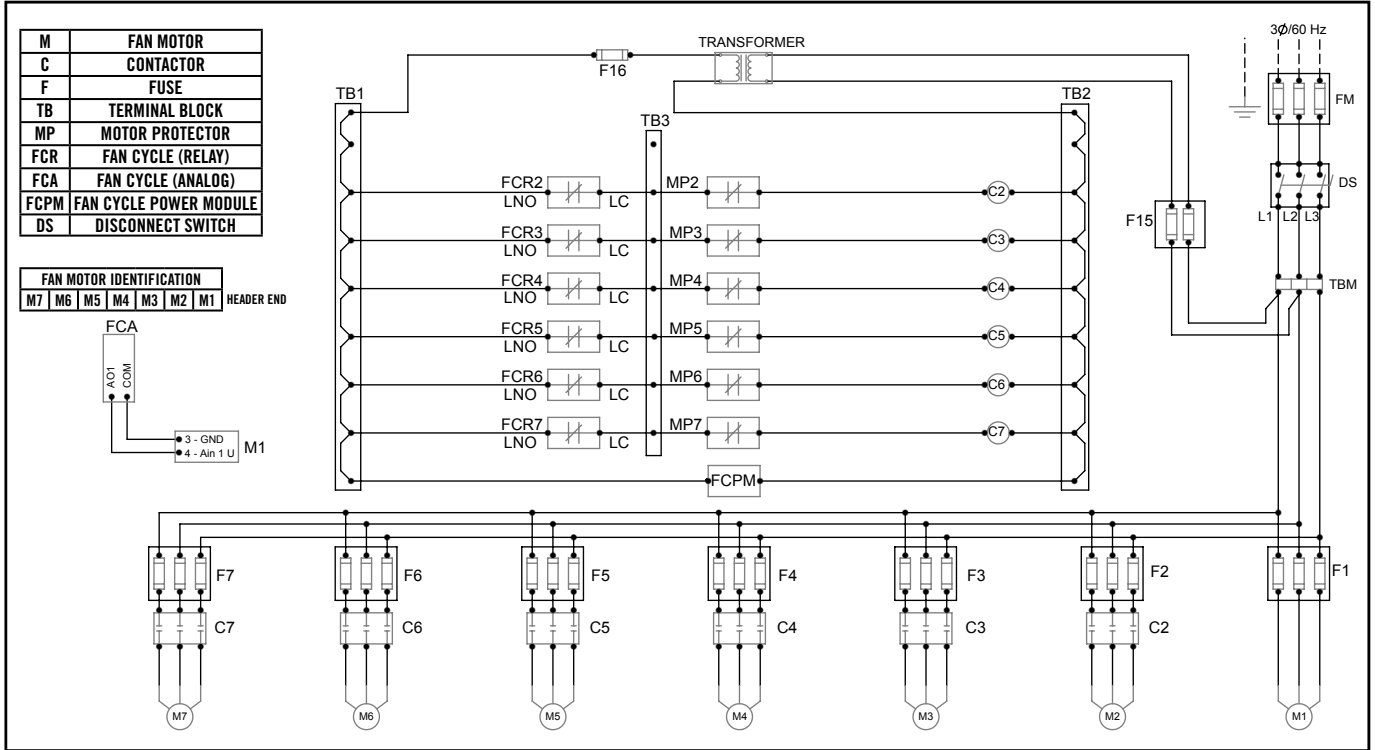 M FAN MOTOR
C CONTACTOR
F FUSE
TB TERMINAL BLOCK
MP MOTOR PROTECTOR
FCR FAN CYCLE (RELAY)
FCA FAN CYCLE (ANALOG)
FCPM FAN CYCLE POWER MODULE
DS DISCONNECT SWITCH
FAN MOTOR IDENTIFICATION
M7 M6 M5 M4 M3 M2 M1 HEADER END
FCA
AO1
COM
3 - GND
4 - Ain 1 U
M1
TRANSFORMER
F16
TB1
TB3
TB2
3Ø/60 Hz
FM
DS
L1 L2 L3
F15
TBM
FCR2 MP2 C2
LNO LC
FCR3 MP3 C3
LNO LC
FCR4 MP4 C4
LNO LC
FCR5 MP5 C5
LNO LC
FCR6 MP6 C6
LNO LC
FCR7 MP7 C7
LNO LC
FCPM
F7 F6 F5 F4 F3 F2 F1
C7 C6 C5 C4 C3 C2
M7 M6 M5 M4 M3 M2 M1